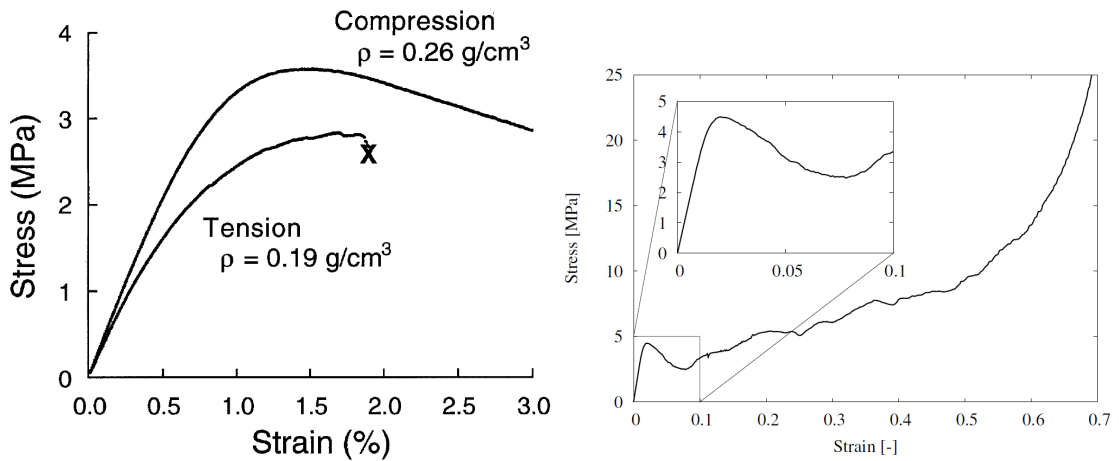 Compression
ρ = 0.26 g/cm³
4
3
2
1
0
Stress (MPa)
Tension
ρ = 0.19 g/cm³
X
0.0 0.5 1.0 1.5 2.0 2.5 3.0
Strain (%)
25
20
15
10
5
0
Stress [MPa]
5
4
3
2
1
0
0 0.05 0.1
0 0.1 0.2 0.3 0.4 0.5 0.6 0.7
Strain [-]